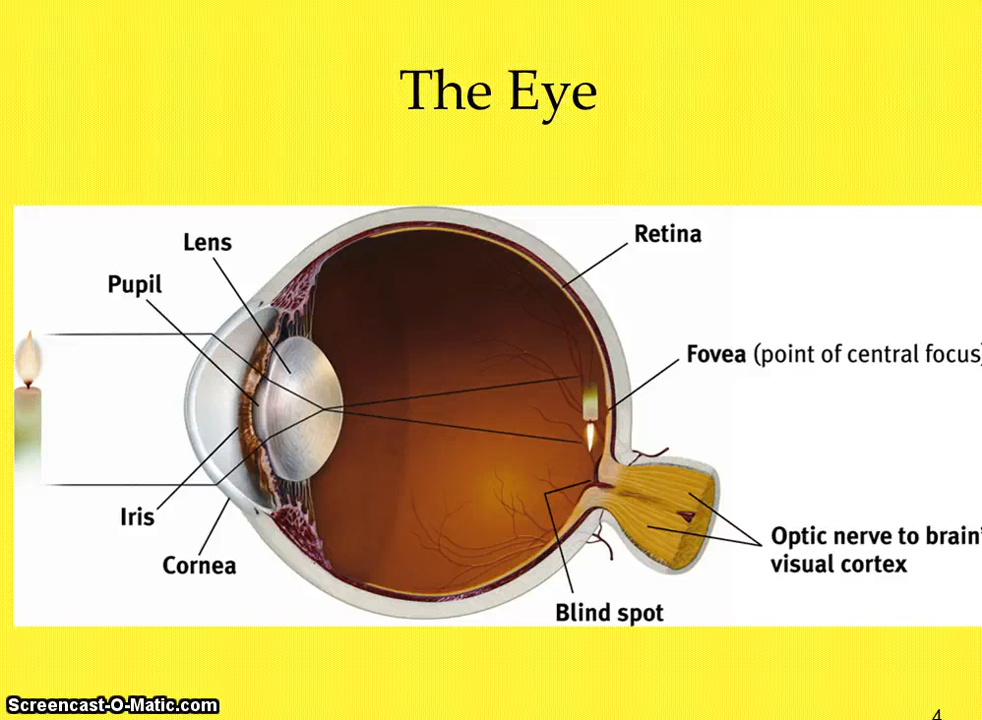 The Eye
Lens
Retina
Pupil
Fovea (point of central focus)
Iris
Optic nerve to brain'
visual cortex
Cornea
Blind spot
Screencast-O-Matic.com
4